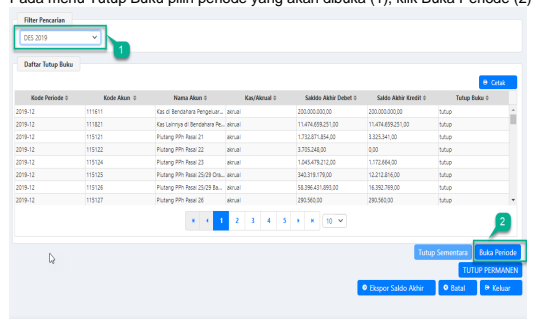 Pada menu Tutup Buku pilih periode yang akan dibuka (1), klik Buka Periode (2)
Filter Pencarian
DES 2019
1
Daftar Tutup Buku
Cetak
Kode Periode Kode Akun Nama Akun Kas/Akrual Saldo Akhir Debet Saldo Akhir Kredit Tutup Buku
2019-12 111611 Kas di Bendahara Pengeluar... akrual 200.000.000,00 200.000.000,00 tutup
2019-12 111821 Kas Lainnya di Bendahara Pe... akrual 11.474.659.251,00 11.474.659.251,00 tutup
2019-12 115121 Piutang PPh Pasal 21 akrual 1.732.871.854,00 3.325.341,00 tutup
2019-12 115122 Piutang PPh Pasal 22 akrual 3.705.248,00 0,00 tutup
2019-12 115124 Piutang PPh Pasal 23 akrual 1.045.479.212,00 1.172.664,00 tutup
2019-12 115125 Piutang PPh Pasal 25/29 Ora... akrual 340.319.179,00 12.212.816,00 tutup
2019-12 115126 Piutang PPh Pasal 25/29 Ba... akrual 58.396.431.893,00 16.392.769,00 tutup
2019-12 115127 Piutang PPh Pasal 26 akrual 290.560,00 290.560,00 tutup
« ‹ 1 2 3 4 5 › » 10
2
Tutup Sementara Buka Periode
TUTUP PERMANEN
Ekspor Saldo Akhir Batal Keluar